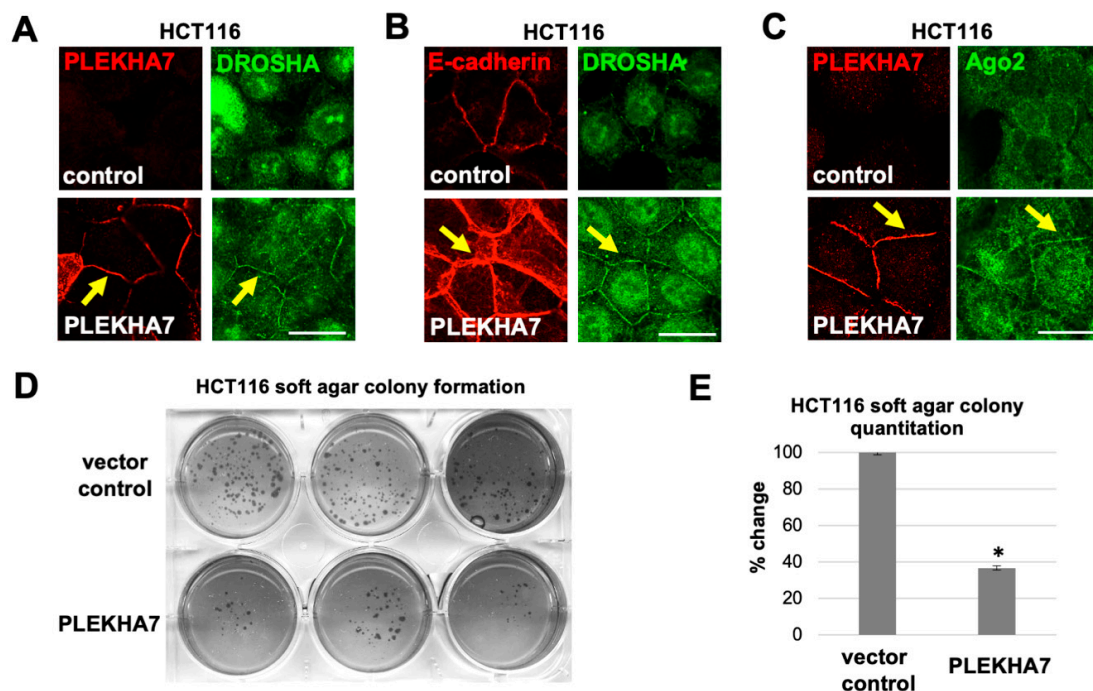 A
HCT116
PLEKHA7
DROSHA
control
PLEKHA7
B
HCT116
E-cadherin
DROSHA
control
PLEKHA7
C
HCT116
PLEKHA7
Ago2
control
PLEKHA7
D
HCT116 soft agar colony formation
vector
control
PLEKHA7
E
HCT116 soft agar colony
quantitation
% change
100
80
60
40
20
0
*
vector
control
PLEKHA7